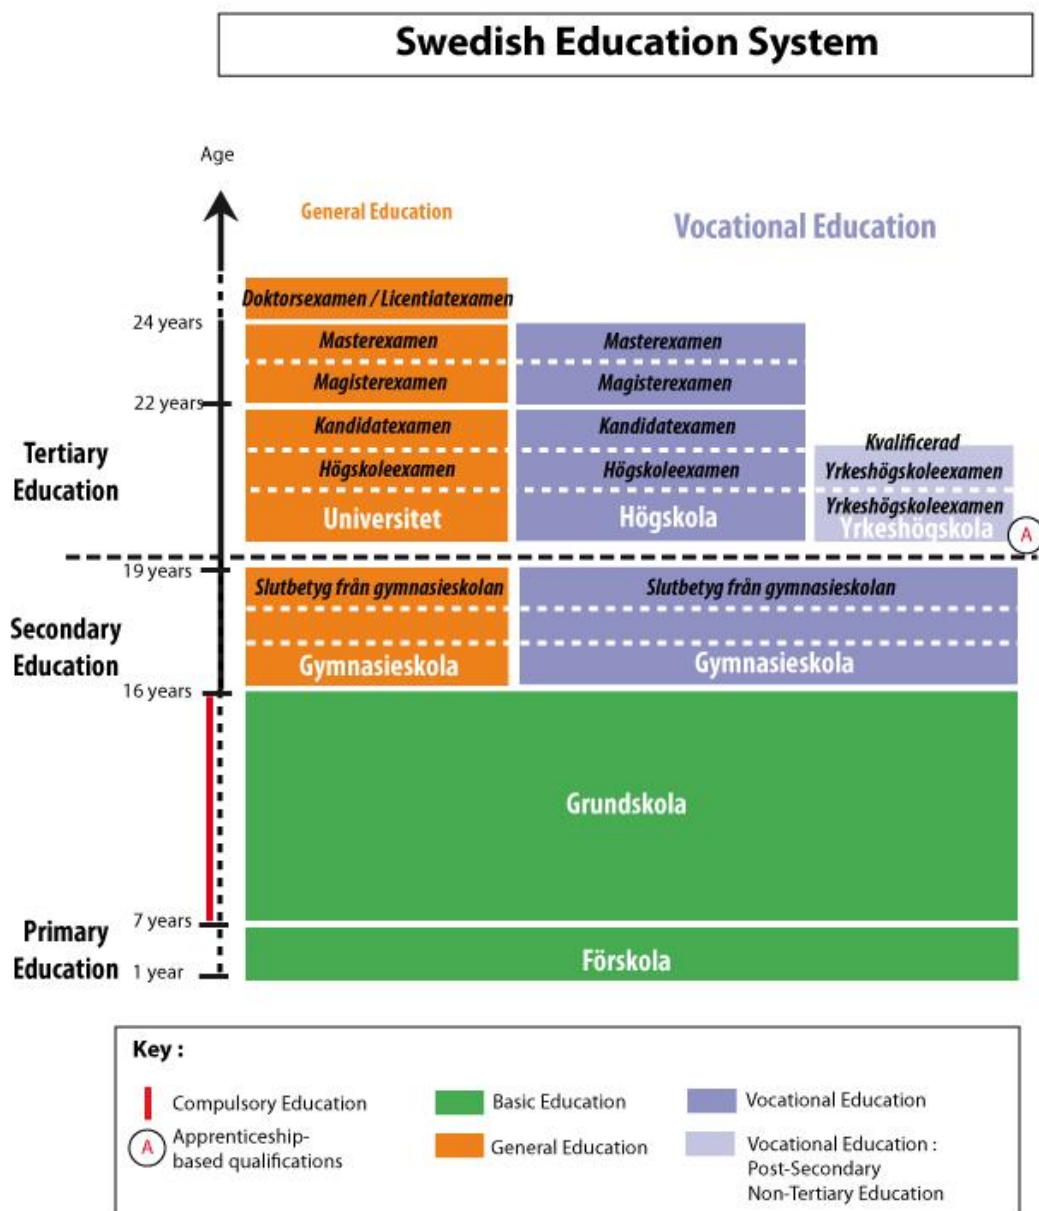 Swedish Education System
Age
General Education
Vocational Education
Doktorsexamen / Licentiatexamen
24 years
Masterexamen
Masterexamen
Magisterexamen
Magisterexamen
22 years
Kandidatexamen
Kandidatexamen
Kvalificerad
Yrkeshögskoleexamen
Tertiary
Education
Högskoleexamen
Högskoleexamen
Yrkeshögskoleexamen
Universitet
Högskola
Yrkeshögskola
A
19 years
Slutbetyg från gymnasieskolan
Slutbetyg från gymnasieskolan
Secondary
Education
Gymnasieskola
Gymnasieskola
16 years
Grundskola
7 years
Primary
Education
1 year
Förskola
Key :
Compulsory Education
Basic Education
Vocational Education
A
Apprenticeship-
based qualifications
General Education
Vocational Education :
Post-Secondary
Non-Tertiary Education